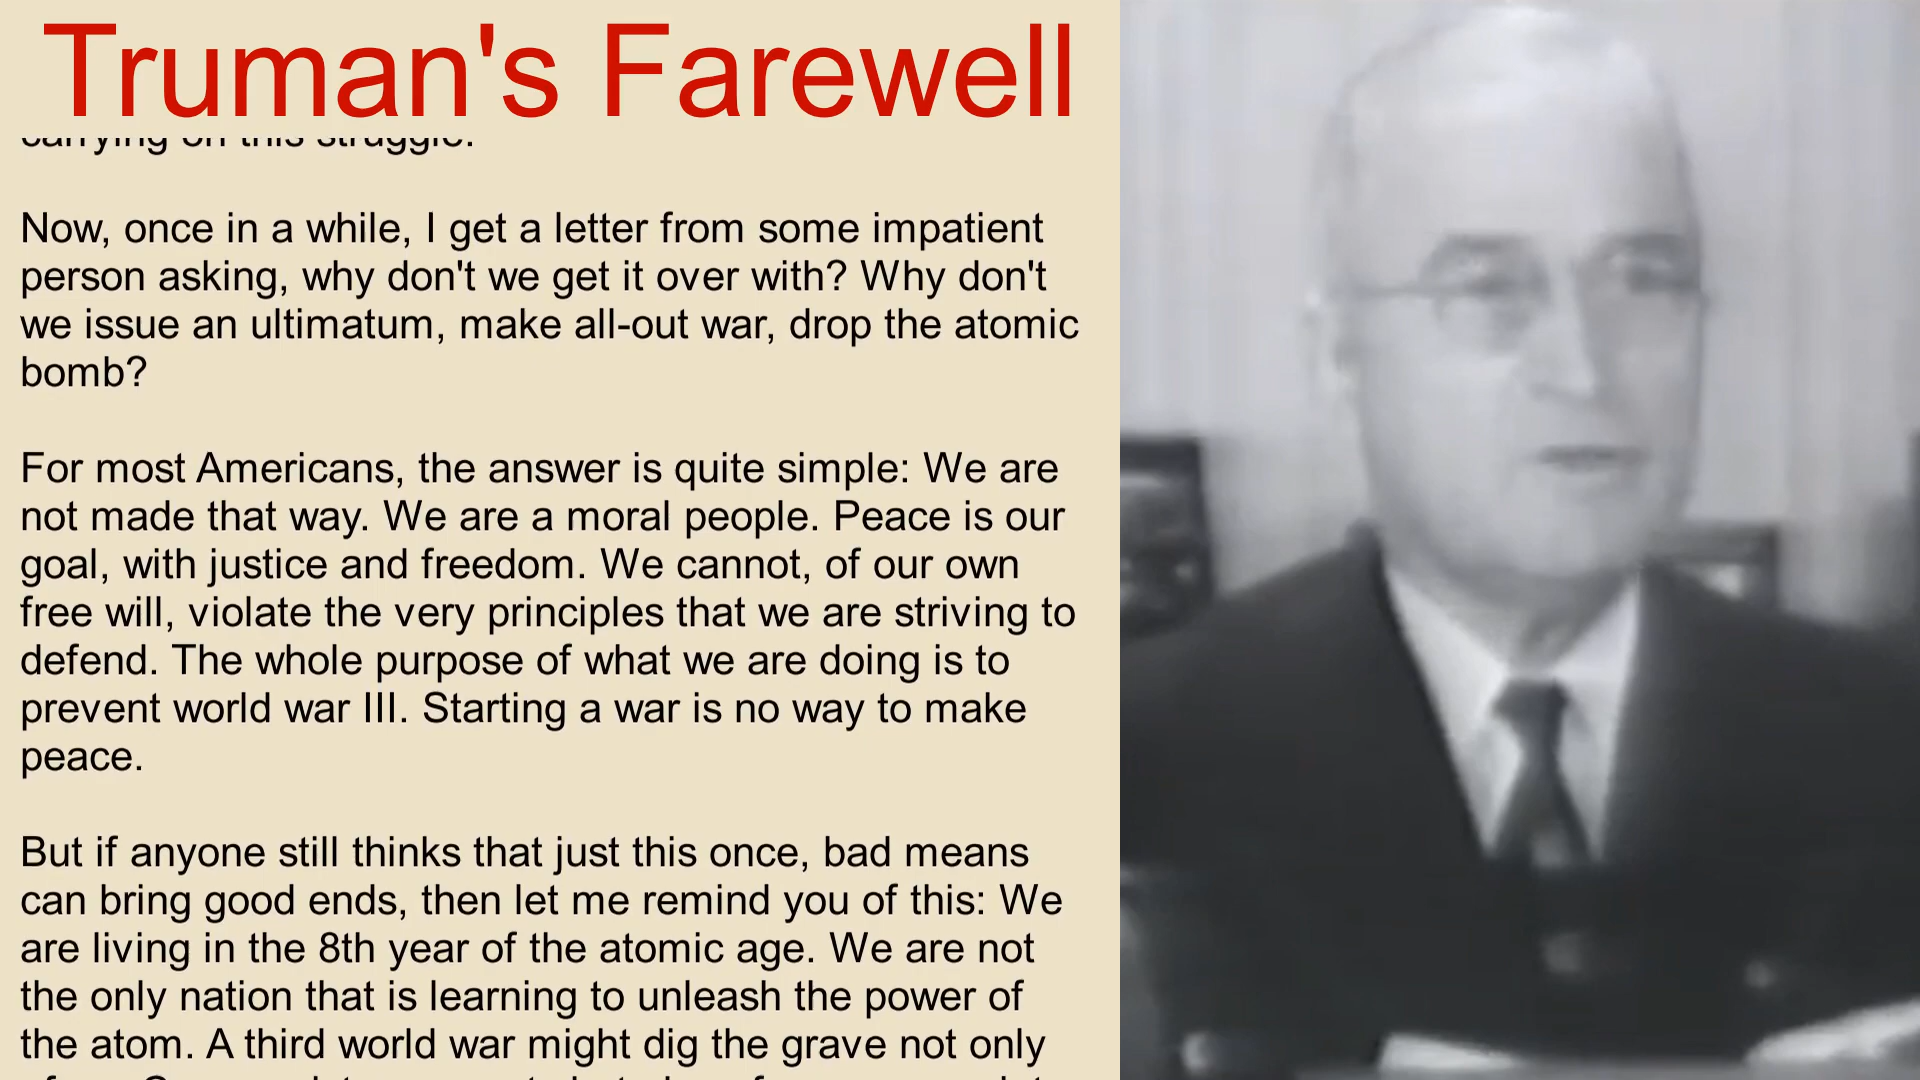 Truman's Farewell
carrying on this struggle.
Now, once in a while, I get a letter from some impatient
person asking, why don't we get it over with? Why don't
we issue an ultimatum, make all-out war, drop the atomic
bomb?
For most Americans, the answer is quite simple: We are
not made that way. We are a moral people. Peace is our
goal, with justice and freedom. We cannot, of our own
free will, violate the very principles that we are striving to
defend. The whole purpose of what we are doing is to
prevent world war III. Starting a war is no way to make
peace.
But if anyone still thinks that just this once, bad means
can bring good ends, then let me remind you of this: We
are living in the 8th year of the atomic age. We are not
the only nation that is learning to unleash the power of
the atom. A third world war might dig the grave not only